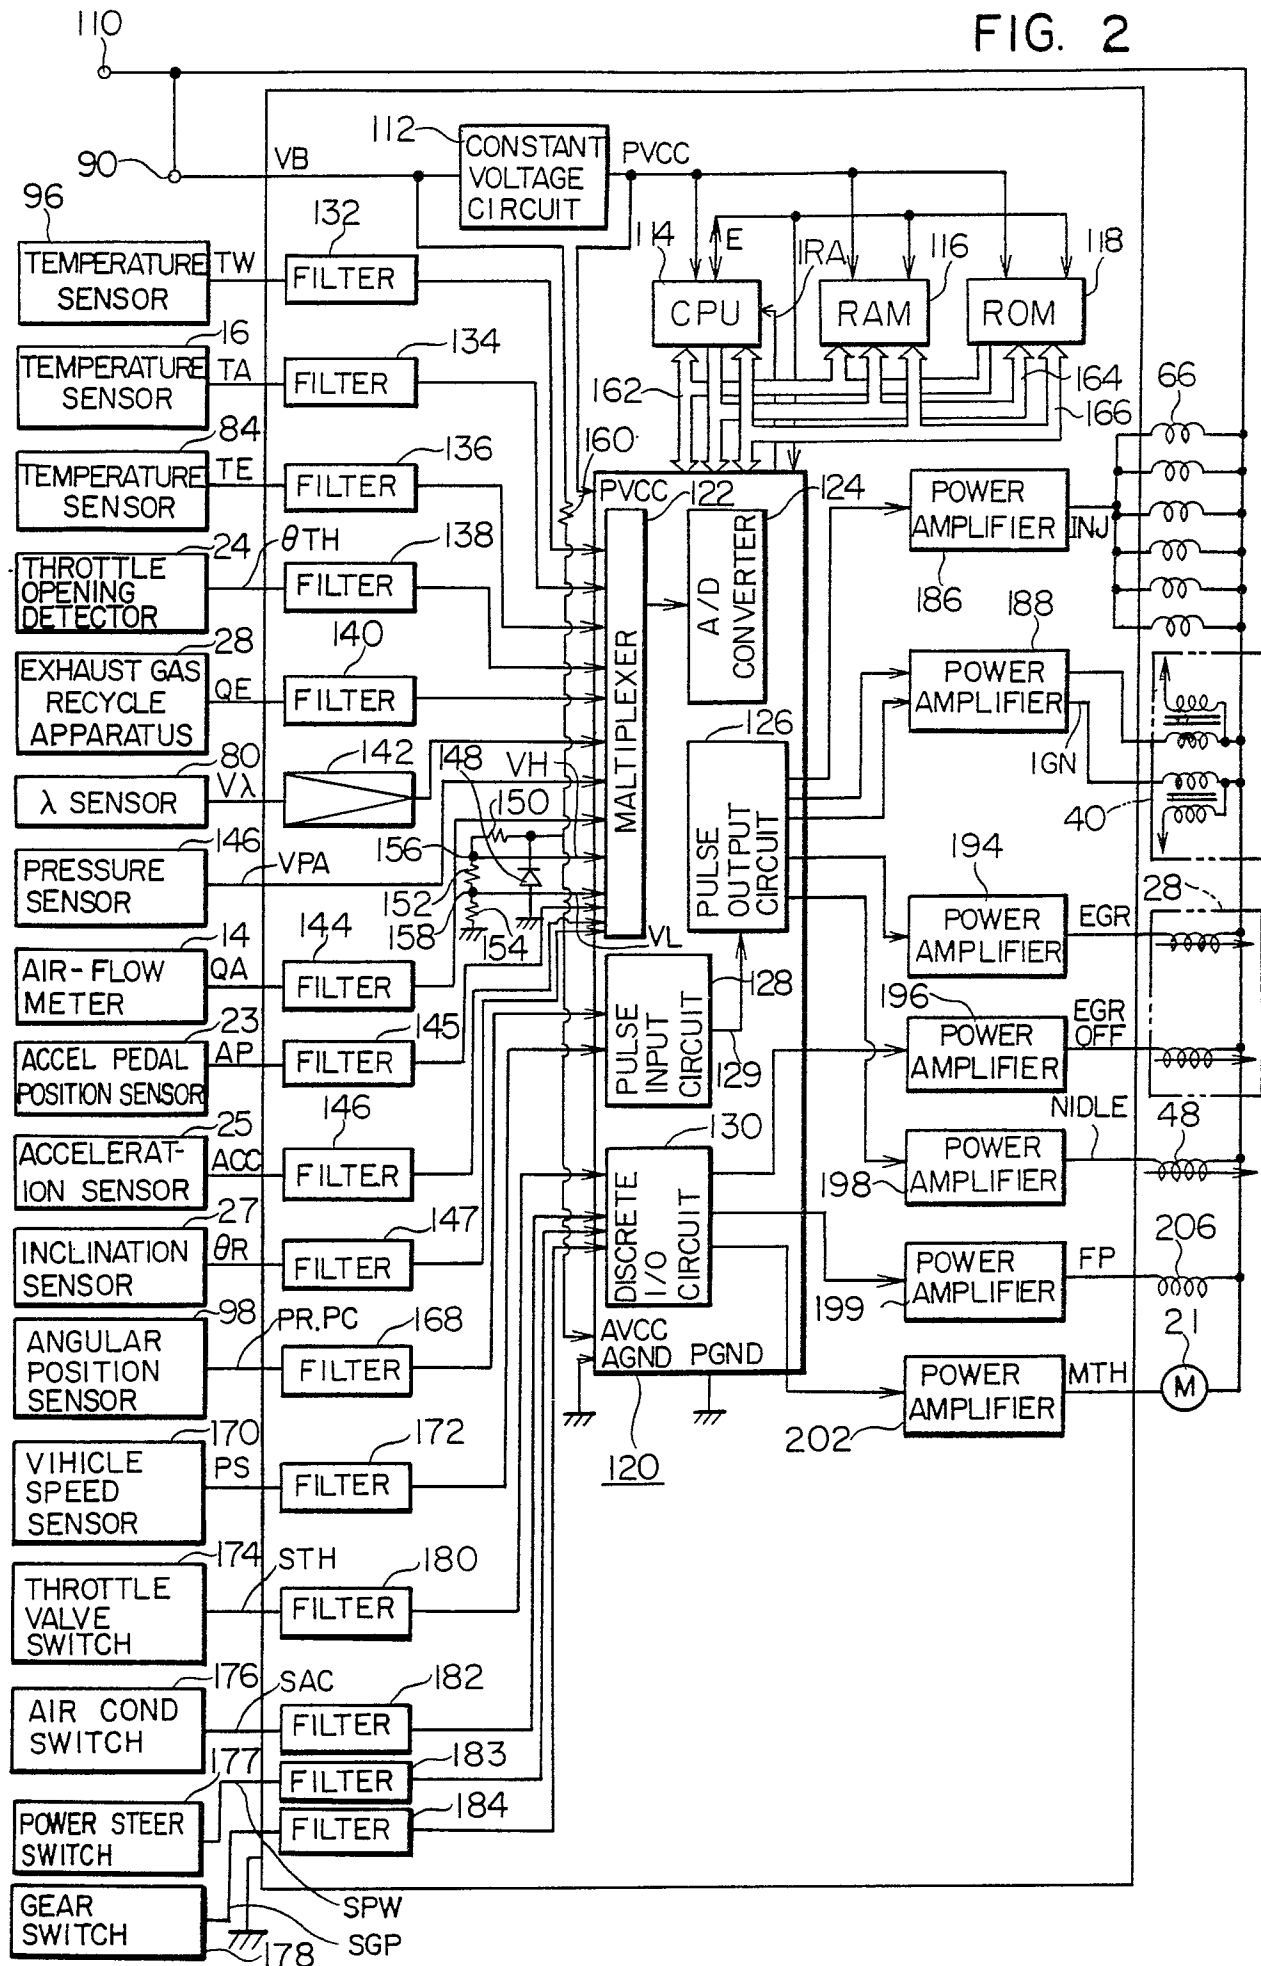 FIG. 2
110
90
VB
112
CONSTANT
VOLTAGE
CIRCUIT
PVCC
96
TEMPERATURE
SENSOR
TW
132
FILTER
114
E
IRA
116
118
CPU
RAM
ROM
16
TEMPERATURE
SENSOR
TA
134
FILTER
162
164
166
66
84
TEMPERATURE
SENSOR
TE
136
FILTER
160
PVCC
122
124
POWER
AMPLIFIER
INJ
186
24
THROTTLE
OPENING
DETECTOR
θTH
138
FILTER
MALTIPLEXER
A/D
CONVERTER
28
EXHAUST GAS
RECYCLE
APPARATUS
QE
140
FILTER
188
POWER
AMPLIFIER
IGN
40
80
λ SENSOR
Vλ
142
148
VH
150
126
PULSE
OUTPUT
CIRCUIT
146
PRESSURE
SENSOR
VPA
156
152
158
154
VL
194
POWER
AMPLIFIER
EGR
28
14
AIR-FLOW
METER
QA
144
FILTER
128
PULSE
INPUT
CIRCUIT
129
196
POWER
AMPLIFIER
EGR
OFF
23
ACCEL PEDAL
POSITION SENSOR
AP
145
FILTER
25
ACCELERAT-
ION SENSOR
ACC
146
FILTER
130
DISCRETE
I/O
CIRCUIT
NIDLE
48
POWER
AMPLIFIER
198
27
INCLINATION
SENSOR
θR
147
FILTER
POWER
AMPLIFIER
199
FP
206
98
ANGULAR
POSITION
SENSOR
PR.PC
168
FILTER
AVCC
AGND
PGND
120
POWER
AMPLIFIER
202
MTH
21
M
170
VIHICLE
SPEED
SENSOR
PS
172
FILTER
174
THROTTLE
VALVE
SWITCH
STH
180
FILTER
176
AIR COND
SWITCH
SAC
182
FILTER
177
POWER STEER
SWITCH
183
FILTER
184
FILTER
GEAR
SWITCH
178
SPW
SGP